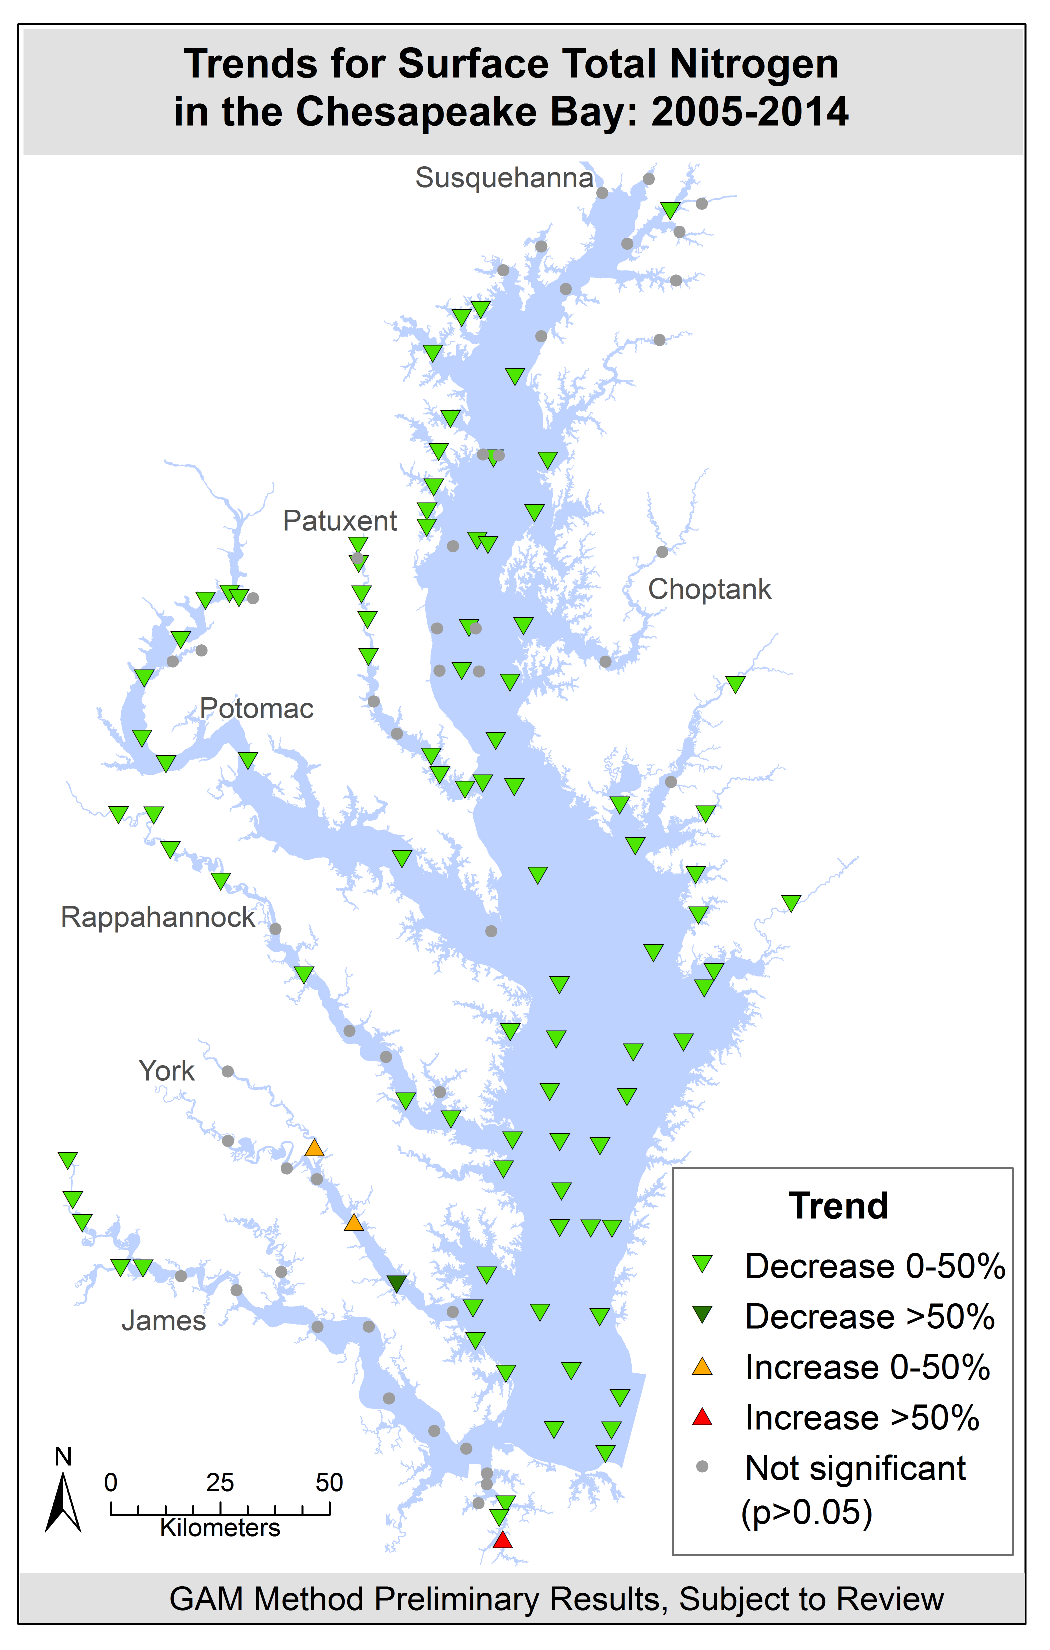 Trends for Surface Total Nitrogen
in the Chesapeake Bay: 2005-2014
Susquehanna
Patuxent
Choptank
Potomac
Rappahannock
York
James
Trend
Decrease 0-50%
Decrease >50%
Increase 0-50%
Increase >50%
Not significant
(p>0.05)
N
0 25 50
Kilometers
GAM Method Preliminary Results, Subject to Review